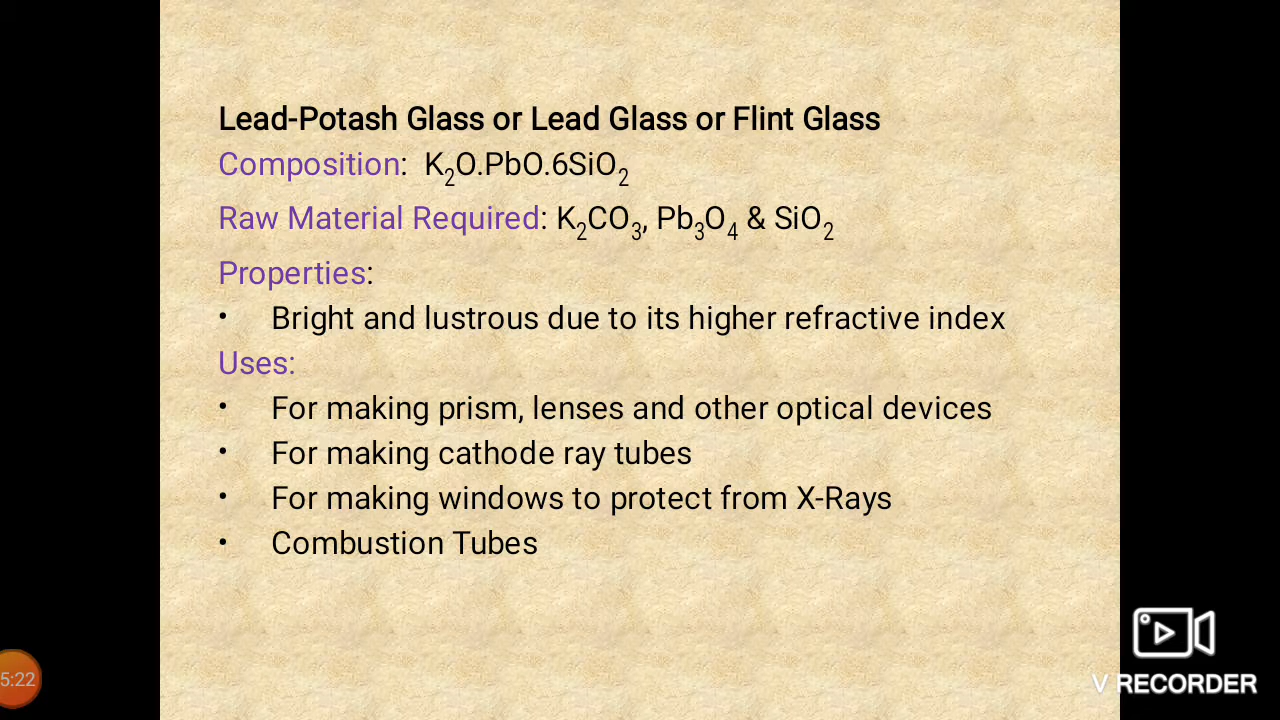 Lead-Potash Glass or Lead Glass or Flint Glass
Composition: K₂O.PbO.6SiO₂
Raw Material Required: K₂CO₃, Pb₃O₄ & SiO₂
Properties:
• Bright and lustrous due to its higher refractive index
Uses:
• For making prism, lenses and other optical devices
• For making cathode ray tubes
• For making windows to protect from X-Rays
• Combustion Tubes
5:22
V RECORDER